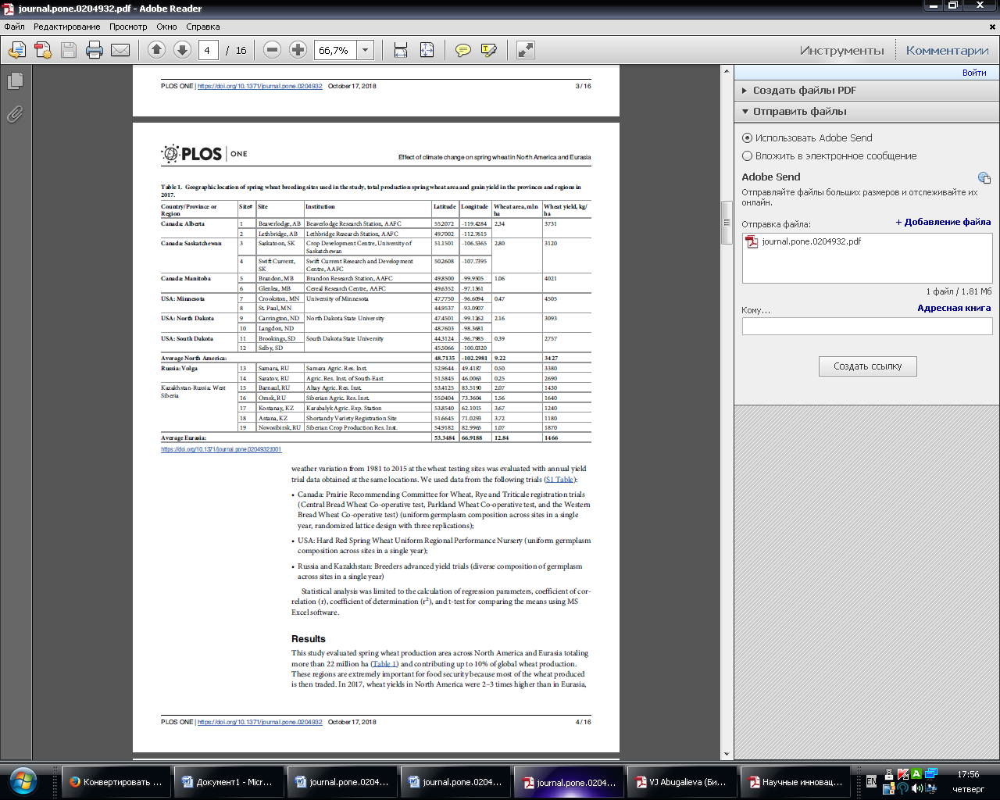 journal.pone.0204932.pdf - Adobe Reader
Файл Редактирование Просмотр Окно Справка
4 / 16 66,7% Инструменты Комментарии
PLOS ONE | https://doi.org/10.1371/journal.pone.0204932 October 17, 2018 3 / 16
PLOS ONE
Effect of climate change on spring wheat in North America and Eurasia
Table 1. Geographic location of spring wheat breeding sites used in the study, total production spring wheat area and grain yield in the provinces and regions in
2017.
Country/Province or Region Site# Site Institution Latitude Longitude Wheat area, mln ha Wheat yield, kg/ha
Canada: Alberta 1 Beaverlodge, AB Beaverlodge Research Station, AAFC 55.2072 -119.4284 2.34 3731
2 Lethbridge, AB Lethbridge Research Station, AAFC 49.7002 -112.7615
Canada: Saskatchewan 3 Saskatoon, SK Crop Development Centre, University of Saskatchewan 51.1501 -106.5365 2.80 3120
4 Swift Current, SK Swift Current Research and Development Centre, AAFC 50.2608 -107.7395
Canada: Manitoba 5 Brandon, MB Brandon Research Station, AAFC 49.8500 -99.9505 1.06 4021
6 Glenlea, MB Cereal Research Centre, AAFC 49.6352 -97.1361
USA: Minnesota 7 Crookston, MN University of Minnesota 47.7750 -96.6094 0.47 4505
8 St. Paul, MN 44.9537 -93.0907
USA: North Dakota 9 Carrington, ND North Dakota State University 47.4501 -99.1262 2.16 3093
10 Langdon, ND 48.7603 -98.3681
USA: South Dakota 11 Brookings, SD South Dakota State University 44.3124 -96.7985 0.39 2757
12 Selby, SD 45.5066 -100.0320
Average North America: 48.7135 -102.2981 9.22 3427
Russia: Volga 13 Samara, RU Samara Agric. Res. Inst. 52.9644 49.4187 0.50 3380
14 Saratov, RU Agric. Res. Inst. of South-East 51.5845 46.0063 0.25 2690
Kazakhstan-Russia: West Siberia 15 Barnaul, RU Altay Agric. Res. Inst. 53.4125 83.5190 2.07 1430
16 Omsk, RU Siberian Agric. Res. Inst. 55.0404 73.3604 1.56 1640
17 Kostanay, KZ Karabalyk Agric. Exp. Station 53.8540 62.1015 3.67 1240
18 Astana, KZ Shortandy Variety Registration Site 51.6645 71.0293 3.72 1180
19 Novosibirsk, RU Siberian Crop Production Res. Inst. 54.9182 82.9965 1.07 1870
Average Eurasia: 53.3484 66.9188 12.84 1466
https://doi.org/10.1371/journal.pone.0204932.t001
weather variation from 1981 to 2015 at the wheat testing sites was evaluated with annual yield
trial data obtained at the same locations. We used data from the following trials (S1 Table):
• Canada: Prairie Recommending Committee for Wheat, Rye and Triticale registration trials
(Central Bread Wheat Co-operative test, Parkland Wheat Co-operative test, and the Western
Bread Wheat Co-operative test) (uniform germplasm composition across sites in a single
year, randomized lattice design with three replications);
• USA: Hard Red Spring Wheat Uniform Regional Performance Nursery (uniform germplasm
composition across sites in a single year);
• Russia and Kazakhstan: Breeders advanced yield trials (diverse composition of germplasm
across sites in a single year)
Statistical analysis was limited to the calculation of regression parameters, coefficient of cor-
relation (r), coefficient of determination (r²), and t-test for comparing the means using MS
Excel software.
Results
This study evaluated spring wheat production area across North America and Eurasia totaling
more than 22 million ha (Table 1) and contributing up to 10% of global wheat production.
These regions are extremely important for food security because most of the wheat produced
is then traded. In 2017, wheat yields in North America were 2–3 times higher than in Eurasia,
PLOS ONE | https://doi.org/10.1371/journal.pone.0204932 October 17, 2018 4 / 16
Войти
Создать файлы PDF
Отправить файлы
Использовать Adobe Send
Вложить в электронное сообщение
Adobe Send
Отправляйте файлы больших размеров и отслеживайте их
онлайн.
Отправка файла: + Добавление файла
journal.pone.0204932.pdf
1 файл / 1.81 Мб
Кому... Адресная книга
Создать ссылку
Конвертировать ... Документ1 - Micr... journal.pone.0204... journal.pone.0204... journal.pone.0204... VJ Abugalieva (Би... Научные инновац... EN 17:56
четверг